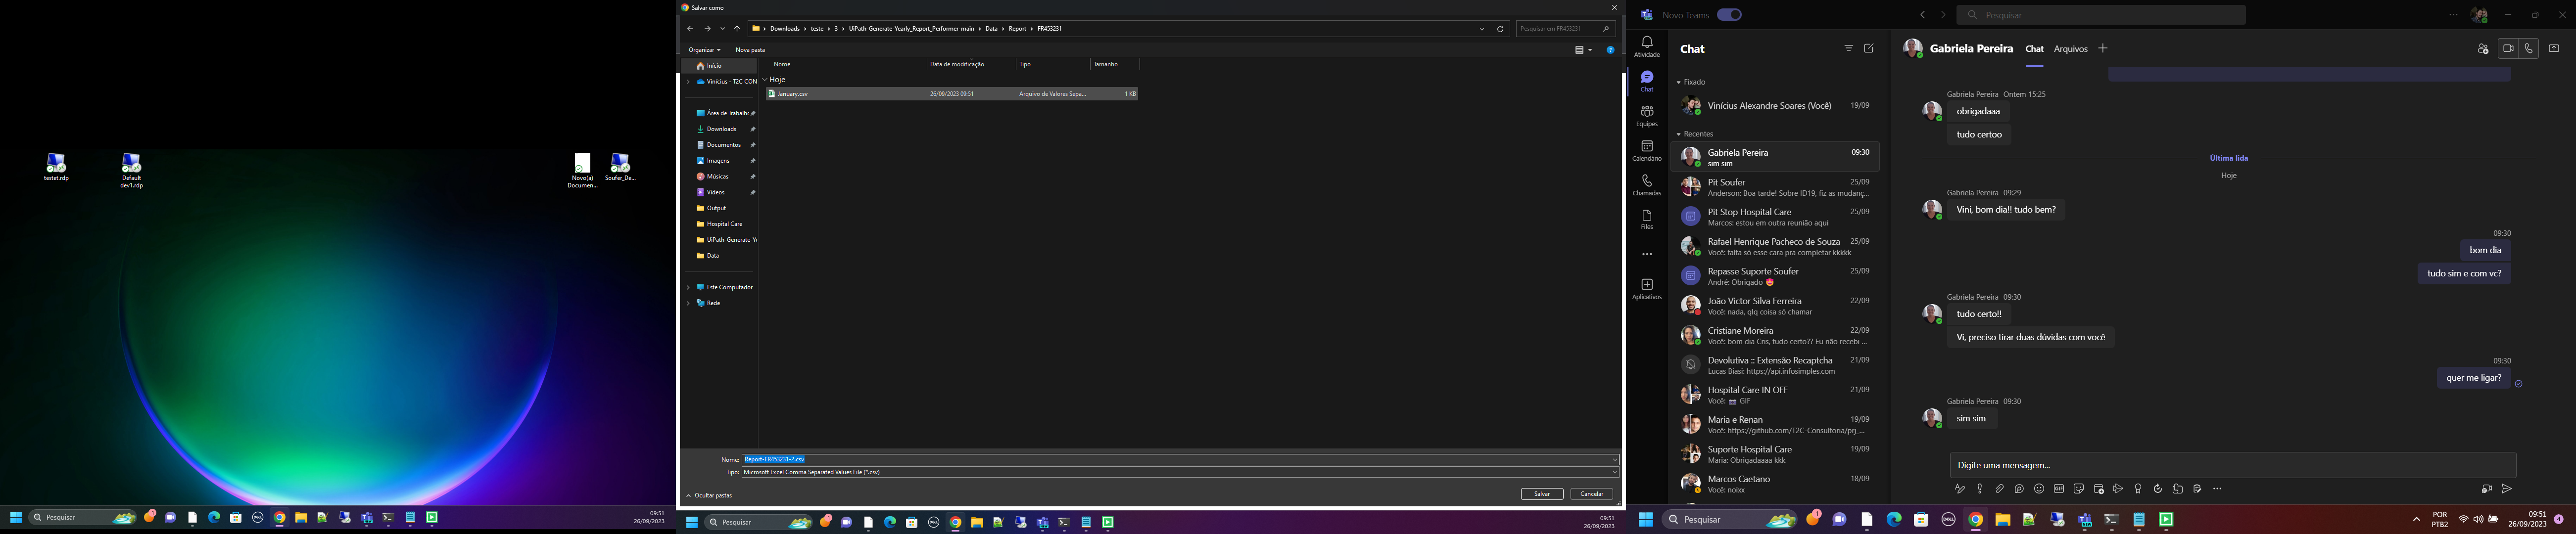 testet.rdp
Default
dev1.rdp
Novo(a)
Documen...
Soufer_De...
Pesquisar
09:51
26/09/2023
Salvar como
Downloads
teste
3
UiPath-Generate-Yearly_Report_Performer-main
Data
Report
FR453231
Pesquisar em FR453231
Organizar
Nova pasta
Início
Vinícius - T2C CON
Área de Trabalho
Downloads
Documentos
Imagens
Músicas
Vídeos
Output
Hospital Care
UiPath-Generate-Ye
Data
Este Computador
Rede
Nome
Data de modificação
Tipo
Tamanho
Hoje
January.csv
26/09/2023 09:51
Arquivo de Valores Sepa...
1 KB
Nome:
Report-FR453231-2.csv
Tipo:
Microsoft Excel Comma Separated Values File (*.csv)
Ocultar pastas
Salvar
Cancelar
Pesquisar
09:51
26/09/2023
Novo Teams
Pesquisar
Atividade
Chat
Equipes
Calendário
Chamadas
Files
Aplicativos
Chat
Fixado
Vinícius Alexandre Soares (Você)
19/09
Recentes
Gabriela Pereira
09:30
sim sim
Pit Soufer
25/09
Anderson: Boa tarde! Sobre ID19, fiz as mudanç...
Pit Stop Hospital Care
25/09
Marcos: estou em outra reunião aqui
Rafael Henrique Pacheco de Souza
25/09
Você: falta só esse cara pra completar kkkkk
Repasse Suporte Soufer
25/09
André: Obrigado 😍
João Victor Silva Ferreira
22/09
Você: nada, qlq coisa só chamar
Cristiane Moreira
22/09
Você: bom dia Cris, tudo certo?? Eu não recebi ...
Devolutiva :: Extensão Recaptcha
21/09
Lucas Biasi: https://api.infosimples.com
Hospital Care IN OFF
21/09
Você: GIF
Maria e Renan
19/09
Você: https://github.com/T2C-Consultoria/prj_...
Suporte Hospital Care
19/09
Maria: Obrigadaaaa kkk
Marcos Caetano
18/09
Você: noixx
Gabriela Pereira
Chat
Arquivos
Gabriela Pereira Ontem 15:25
obrigadaaa
tudo certoo
Última lida
Hoje
Gabriela Pereira 09:29
Vini, bom dia!! tudo bem?
09:30
bom dia
tudo sim e com vc?
Gabriela Pereira 09:30
tudo certo!!
Vi, preciso tirar duas dúvidas com você
09:30
quer me ligar?
Gabriela Pereira 09:30
sim sim
Digite uma mensagem...
Pesquisar
1
POR
PTB2
09:51
26/09/2023
4